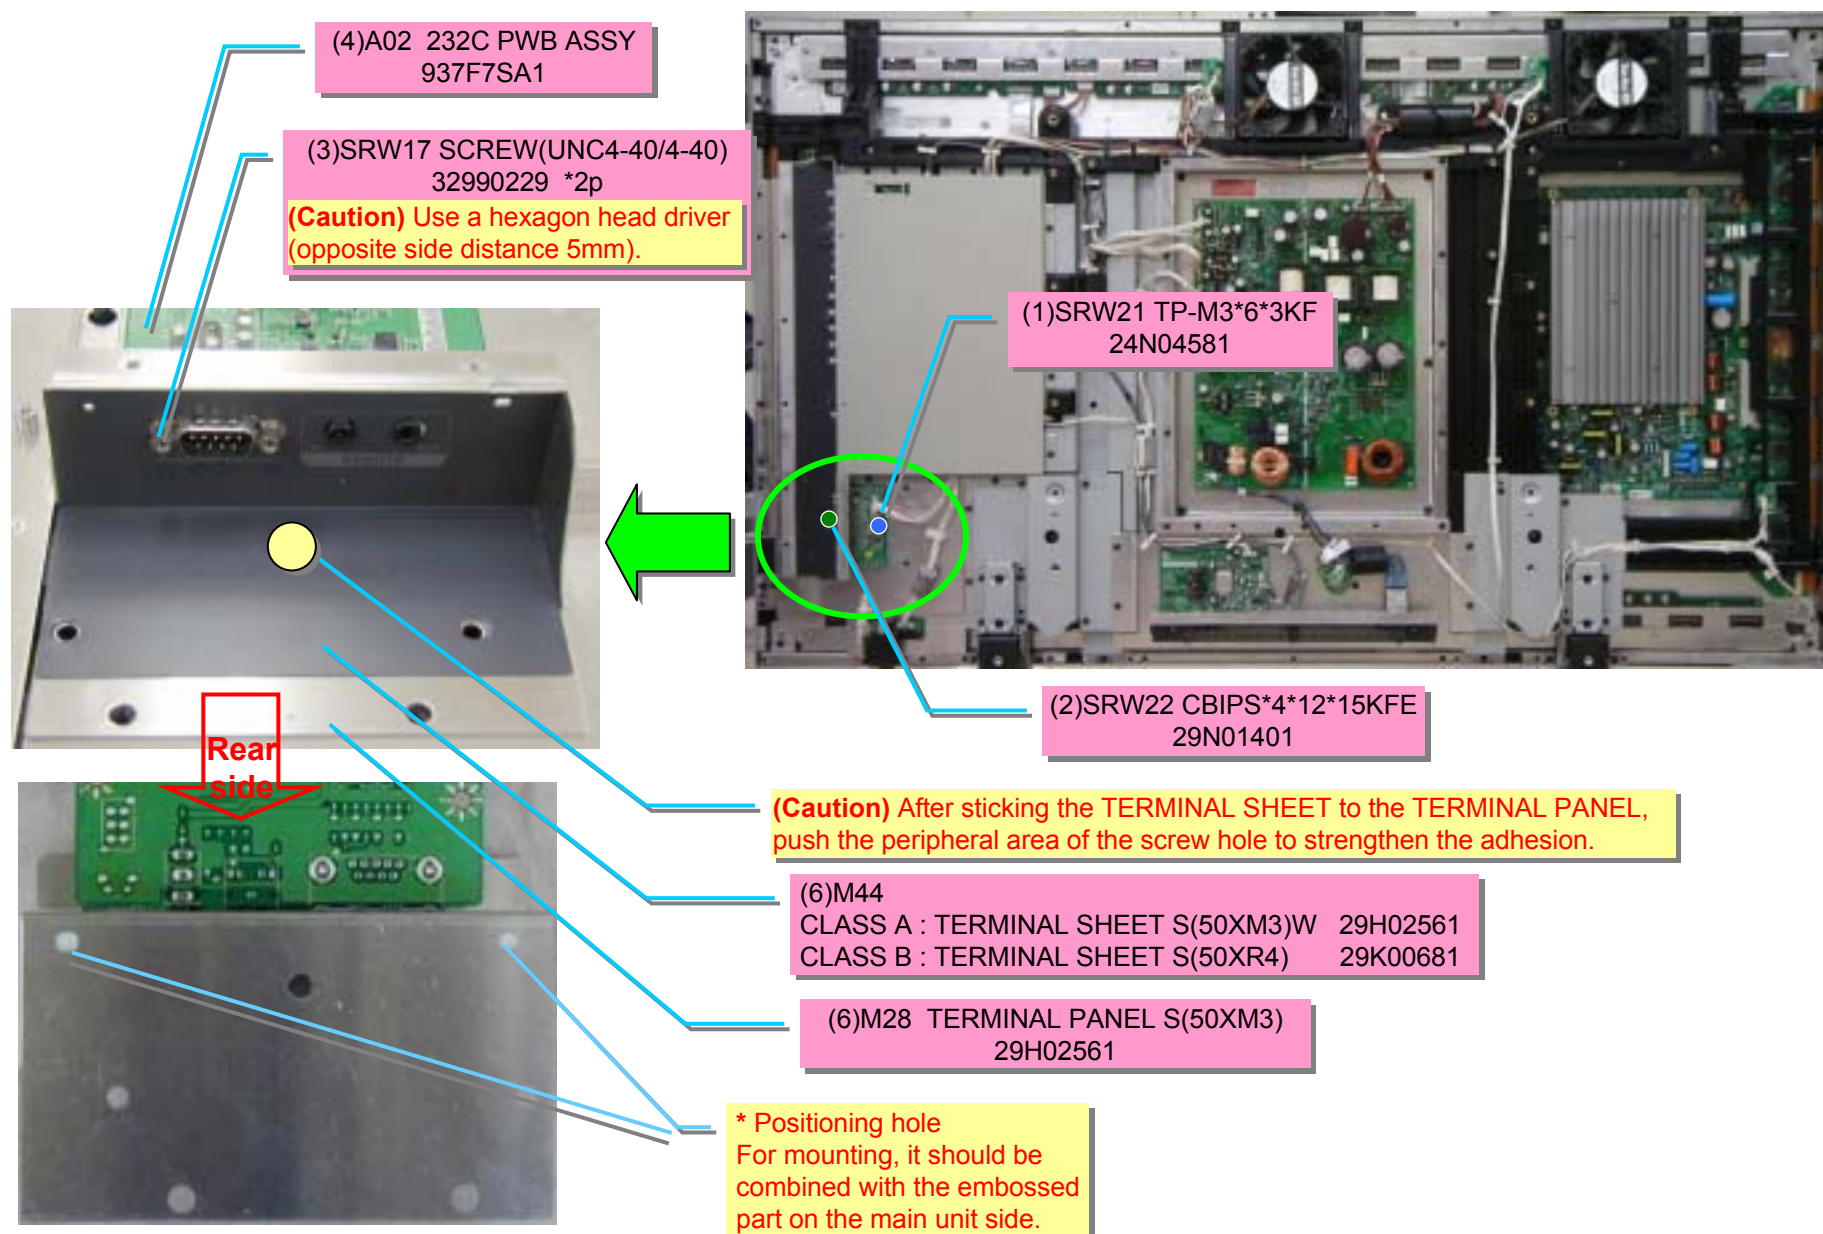 (4)A02 232C PWB ASSY
937F7SA1
(3)SRW17 SCREW(UNC4-40/4-40)
32990229 *2p
(Caution) Use a hexagon head driver
(opposite side distance 5mm).
(1)SRW21 TP-M3*6*3KF
24N04581
(2)SRW22 CBIPS*4*12*15KFE
29N01401
Rear
side
(Caution) After sticking the TERMINAL SHEET to the TERMINAL PANEL,
push the peripheral area of the screw hole to strengthen the adhesion.
(6)M44
CLASS A : TERMINAL SHEET S(50XM3)W 29H02561
CLASS B : TERMINAL SHEET S(50XR4) 29K00681
(6)M28 TERMINAL PANEL S(50XM3)
29H02561
* Positioning hole
For mounting, it should be
combined with the embossed
part on the main unit side.